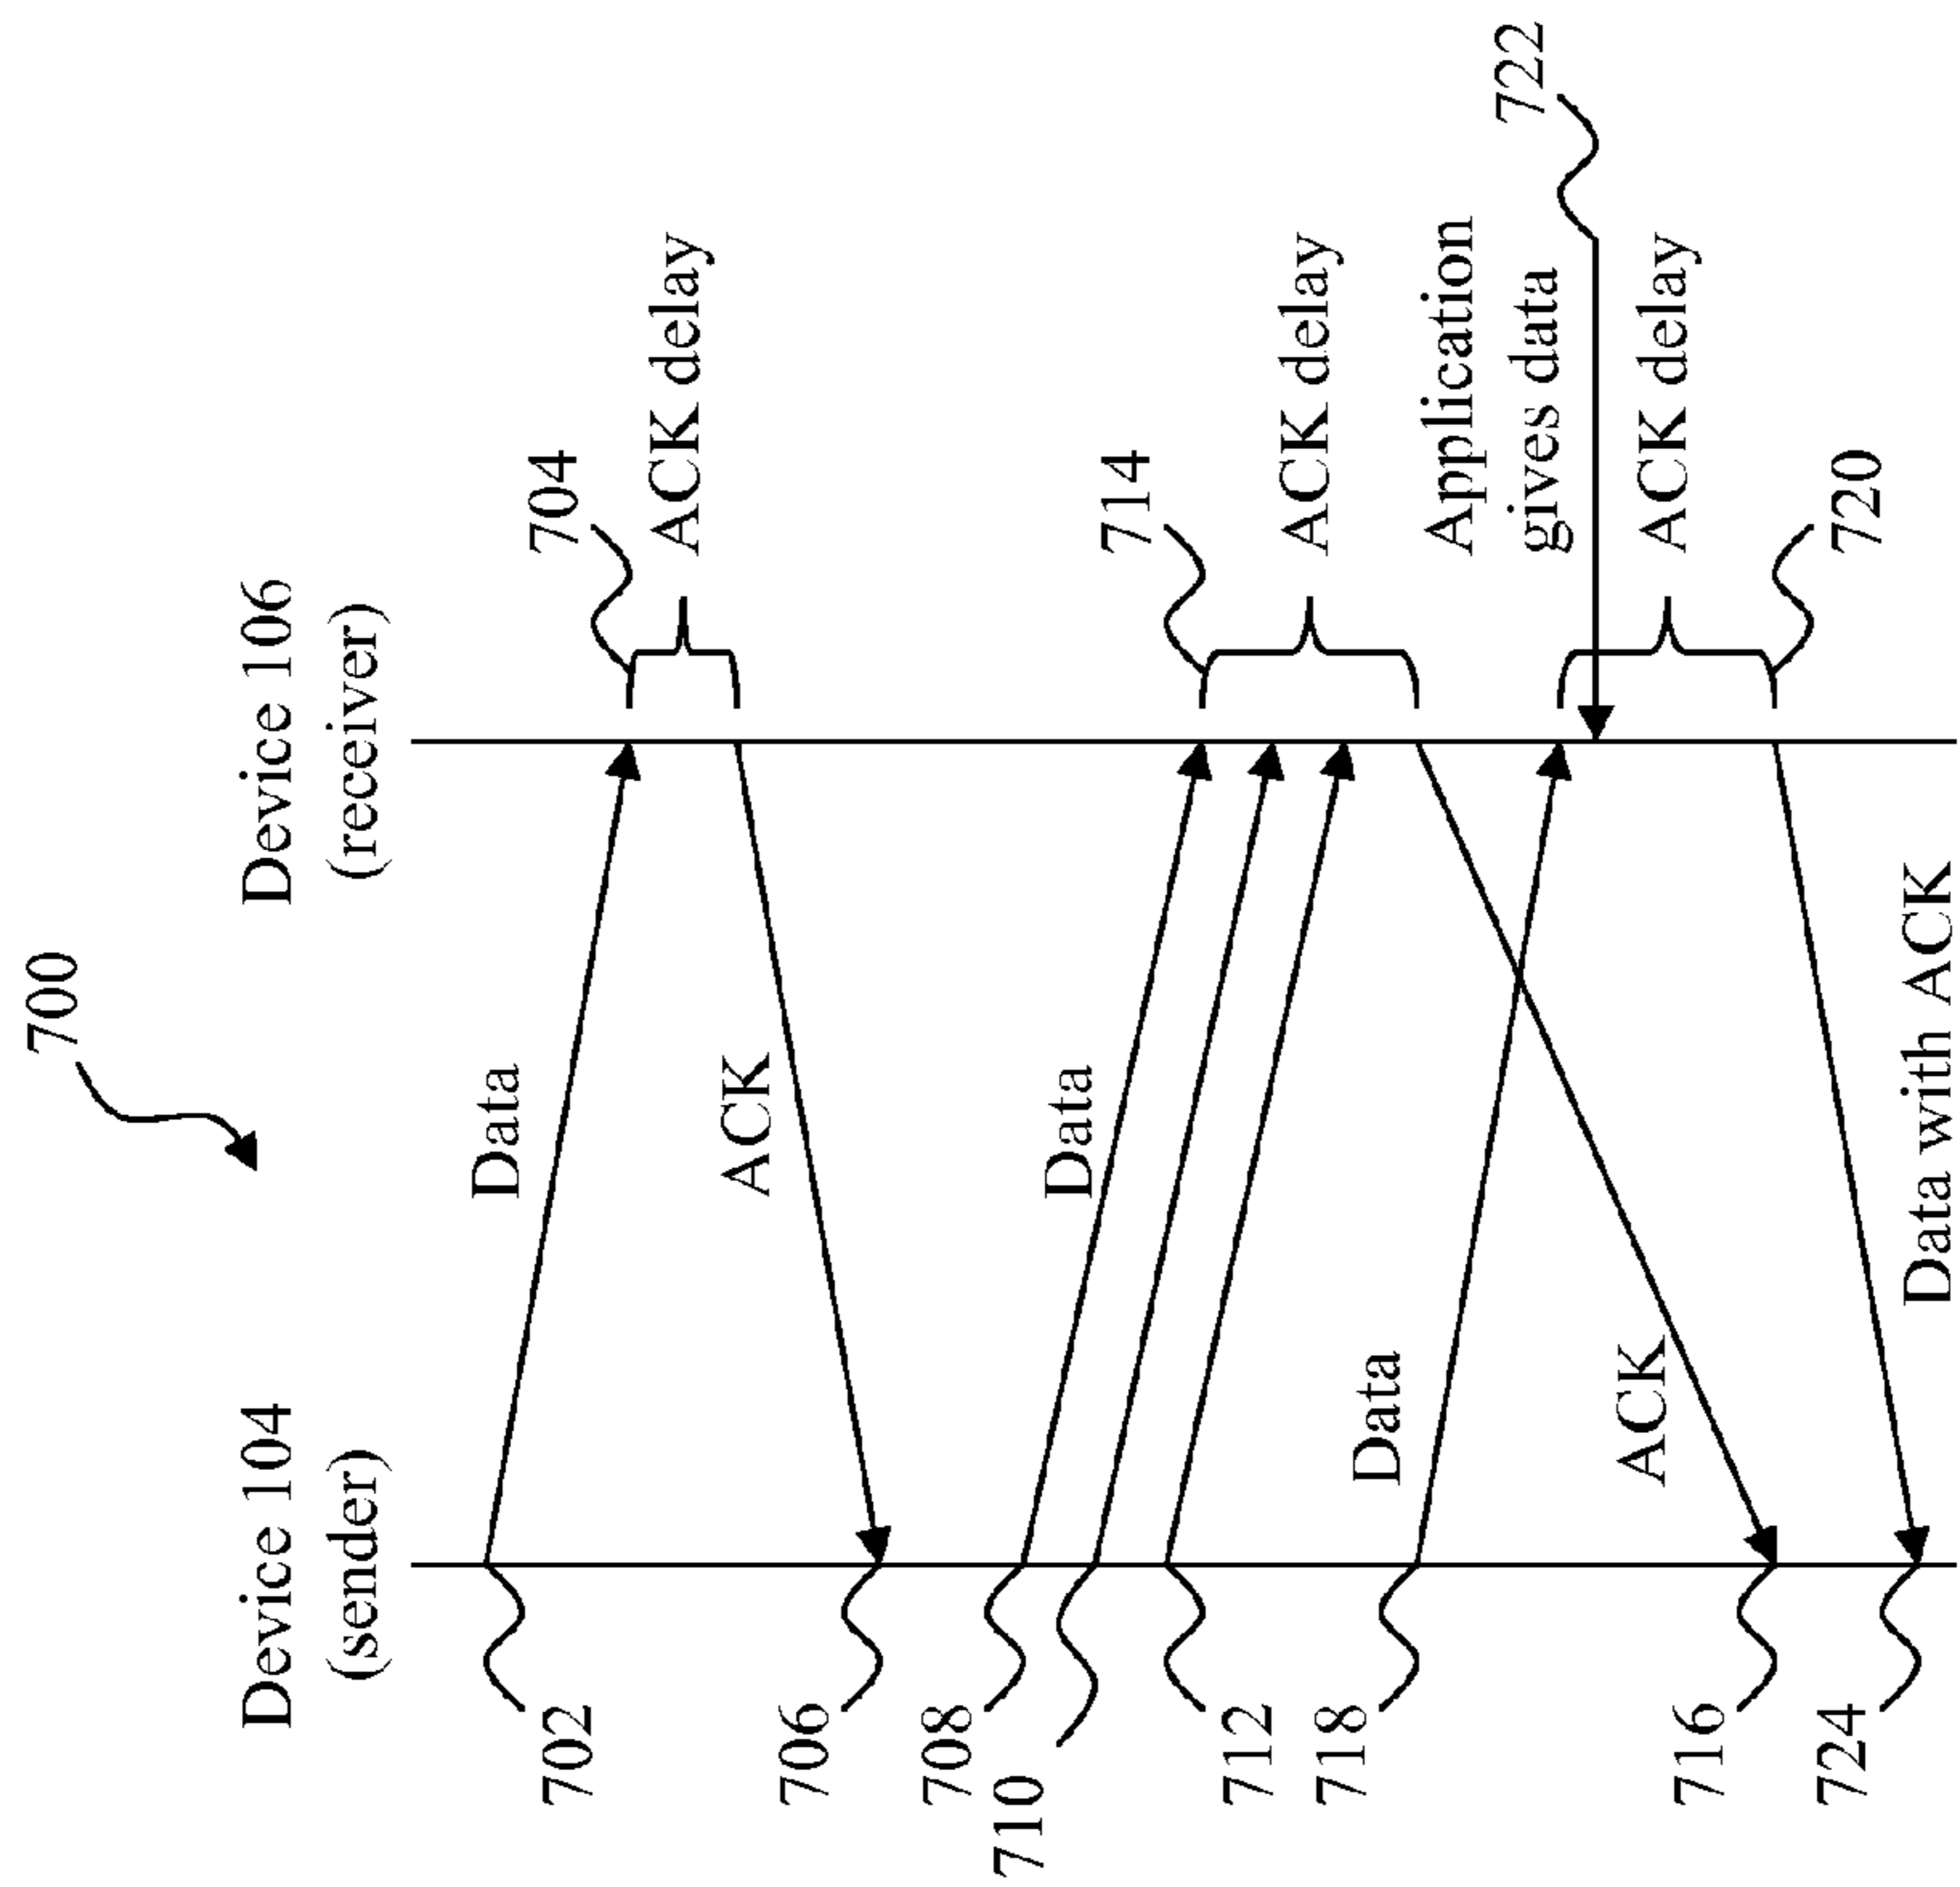 700
Device 104
(sender)
Device 106
(receiver)
702
Data
704
ACK delay
706
ACK
708
710
712
Data
714
ACK delay
718
Data
Application
gives data
722
ACK delay
720
716
ACK
724
Data with ACK